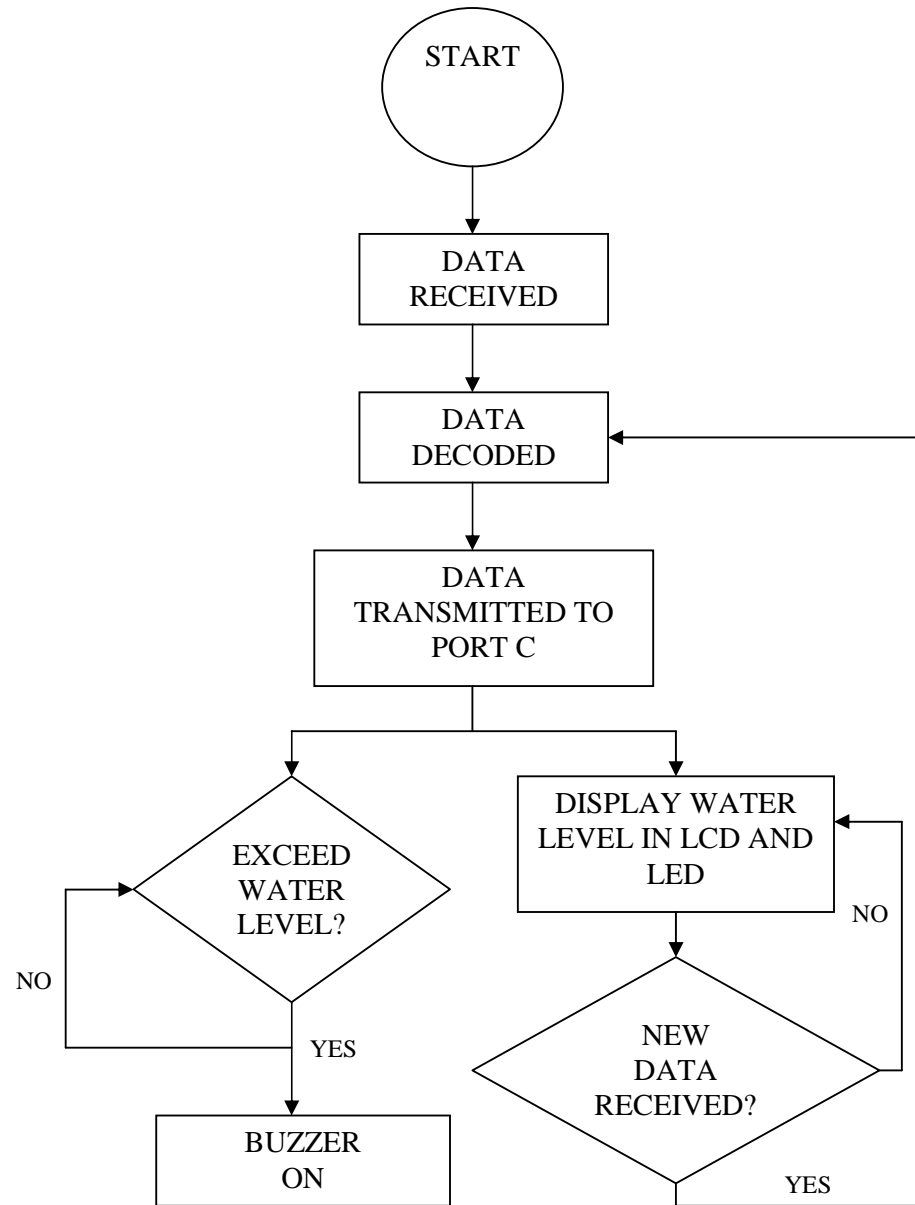 START
DATA
RECEIVED
DATA
DECODED
DATA
TRANSMITTED TO
PORT C
EXCEED
WATER
LEVEL?
NO
YES
BUZZER
ON
DISPLAY WATER
LEVEL IN LCD AND
LED
NO
NEW
DATA
RECEIVED?
YES